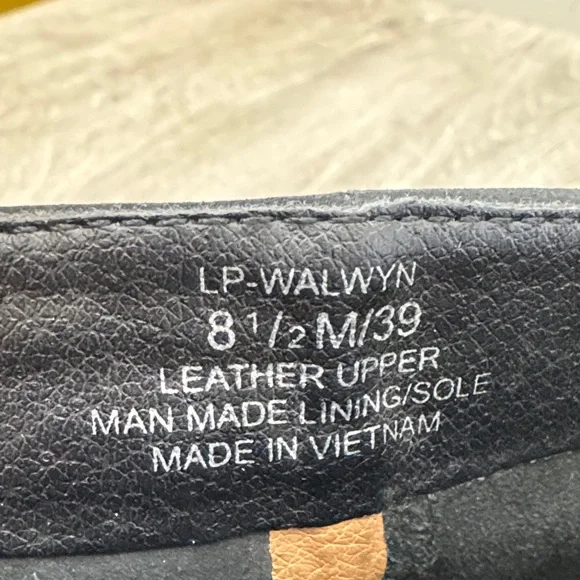 LP-WALWYN
8 1/2 M/39
LEATHER UPPER
MAN MADE LINING/SOLE
MADE IN VIETNAM